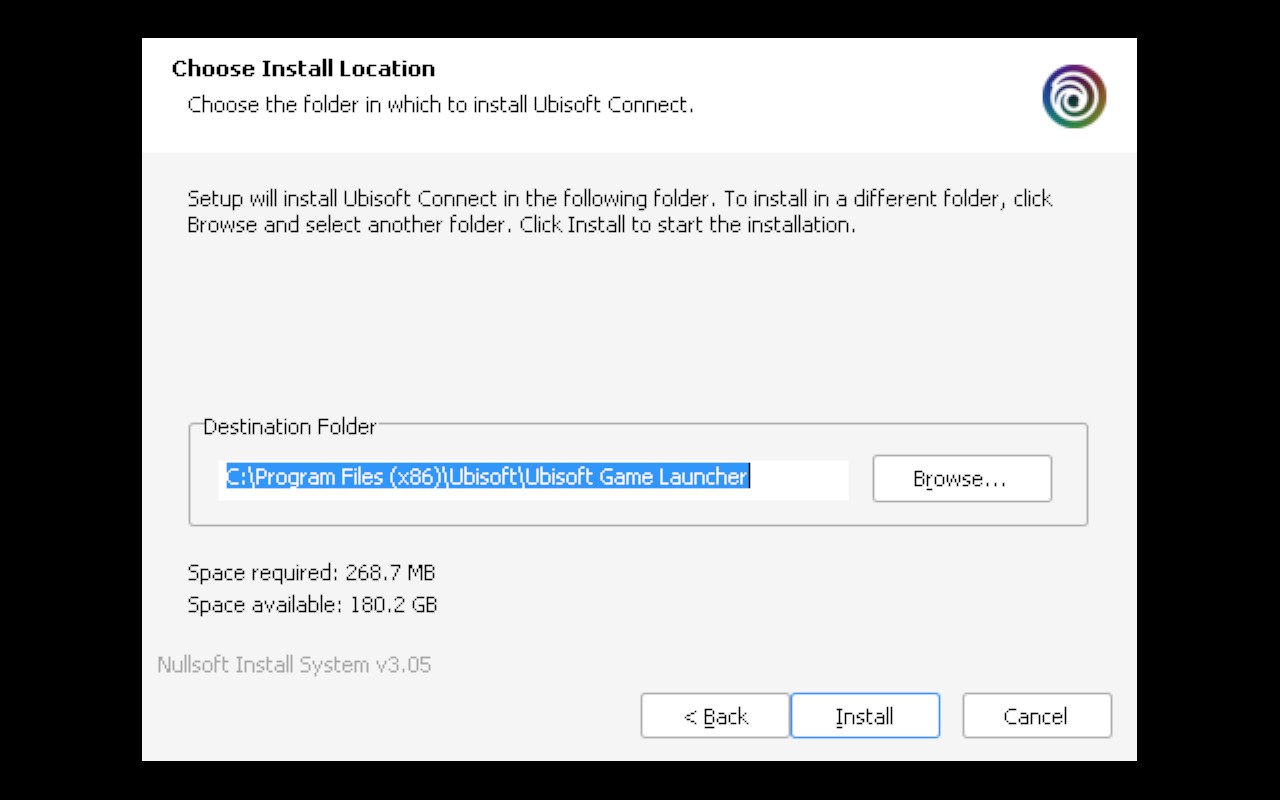 Choose Install Location
Choose the folder in which to install Ubisoft Connect.
Setup will install Ubisoft Connect in the following folder. To install in a different folder, click
Browse and select another folder. Click Install to start the installation.
Destination Folder
C:\Program Files (x86)\Ubisoft\Ubisoft Game Launcher
Browse...
Space required: 268.7 MB
Space available: 180.2 GB
Nullsoft Install System v3.05
< Back
Install
Cancel